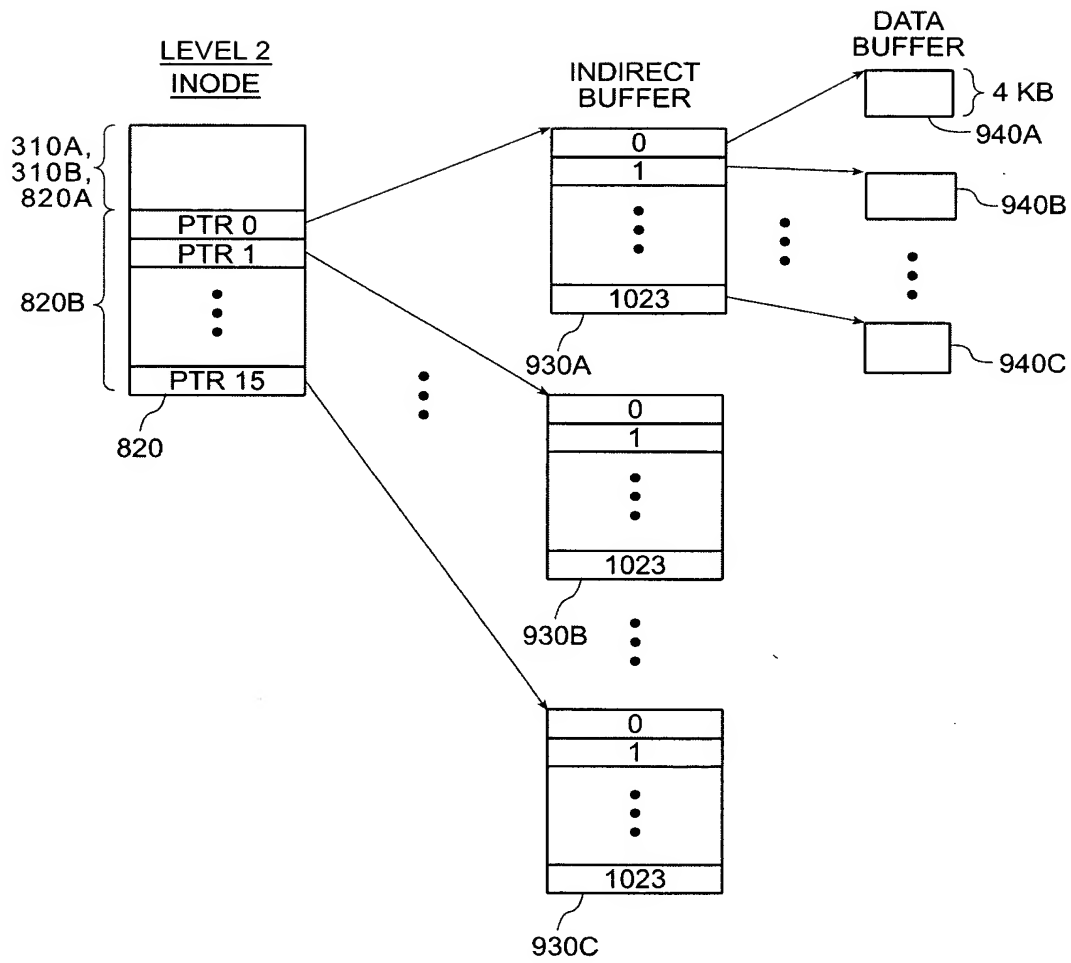 LEVEL 2
INODE
310A,
310B,
820A
PTR 0
PTR 1
820B
PTR 15
820
INDIRECT
BUFFER
0
1
1023
930A
0
1
1023
930B
0
1
1023
930C
DATA
BUFFER
4 KB
940A
940B
940C